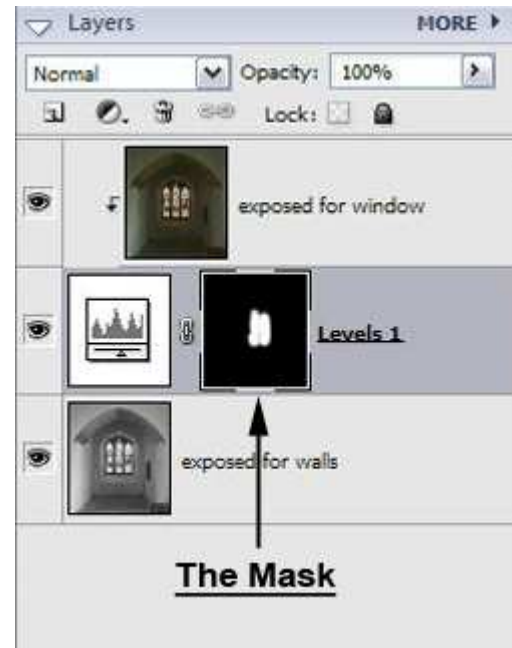 Layers MORE
Normal Opacity: 100%
Lock:
exposed for window
Levels 1
exposed for walls
The Mask